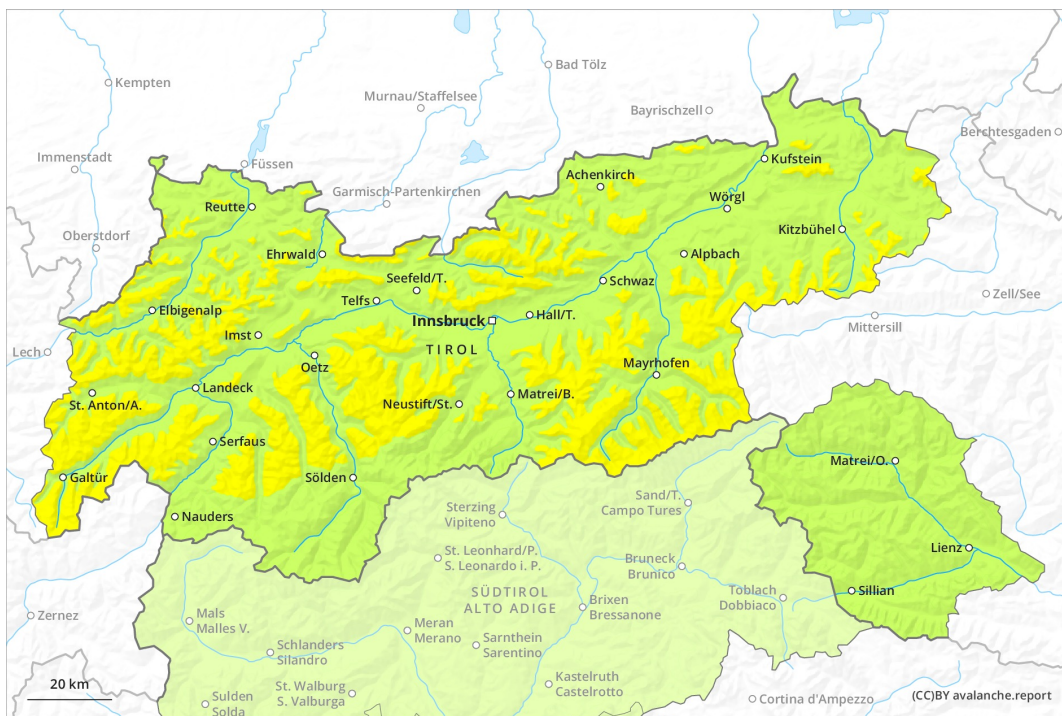 Kempten
Bad Tölz
Murnau/Staffelsee
Bayrischzell
Berchtesgaden
Immenstadt
Füssen
Kufstein
Achenkirch
Garmisch-Partenkirchen
Wörgl
Reutte
Oberstdorf
Kitzbühel
Ehrwald
Alpbach
Seefeld/T.
Schwaz
Zell/See
Telfs
Elbigenalp
Hall/T.
Innsbruck
Mittersill
Imst
TIROL
Lech
Oetz
Mayrhofen
Landeck
St. Anton/A.
Neustift/St.
Matrei/B.
Serfaus
Matrei/O.
Galtür
Sölden
Sand/T.
Campo Tures
Sterzing
Vipiteno
Nauders
Lienz
St. Leonhard/P.
S. Leonardo i. P.
Bruneck
Brunico
SÜDTIROL
ALTO ADIGE
Toblach
Dobbiaco
Sillian
Brixen
Bressanone
Zernez
Mals
Malles V.
Meran
Merano
Sarnthein
Sarentino
Schlanders
Silandro
Kastelruth
Castelrotto
20 km
St. Walburg
S. Valburga
Sulden
Solda
Cortina d'Ampezzo
(CC)BY avalanche.report